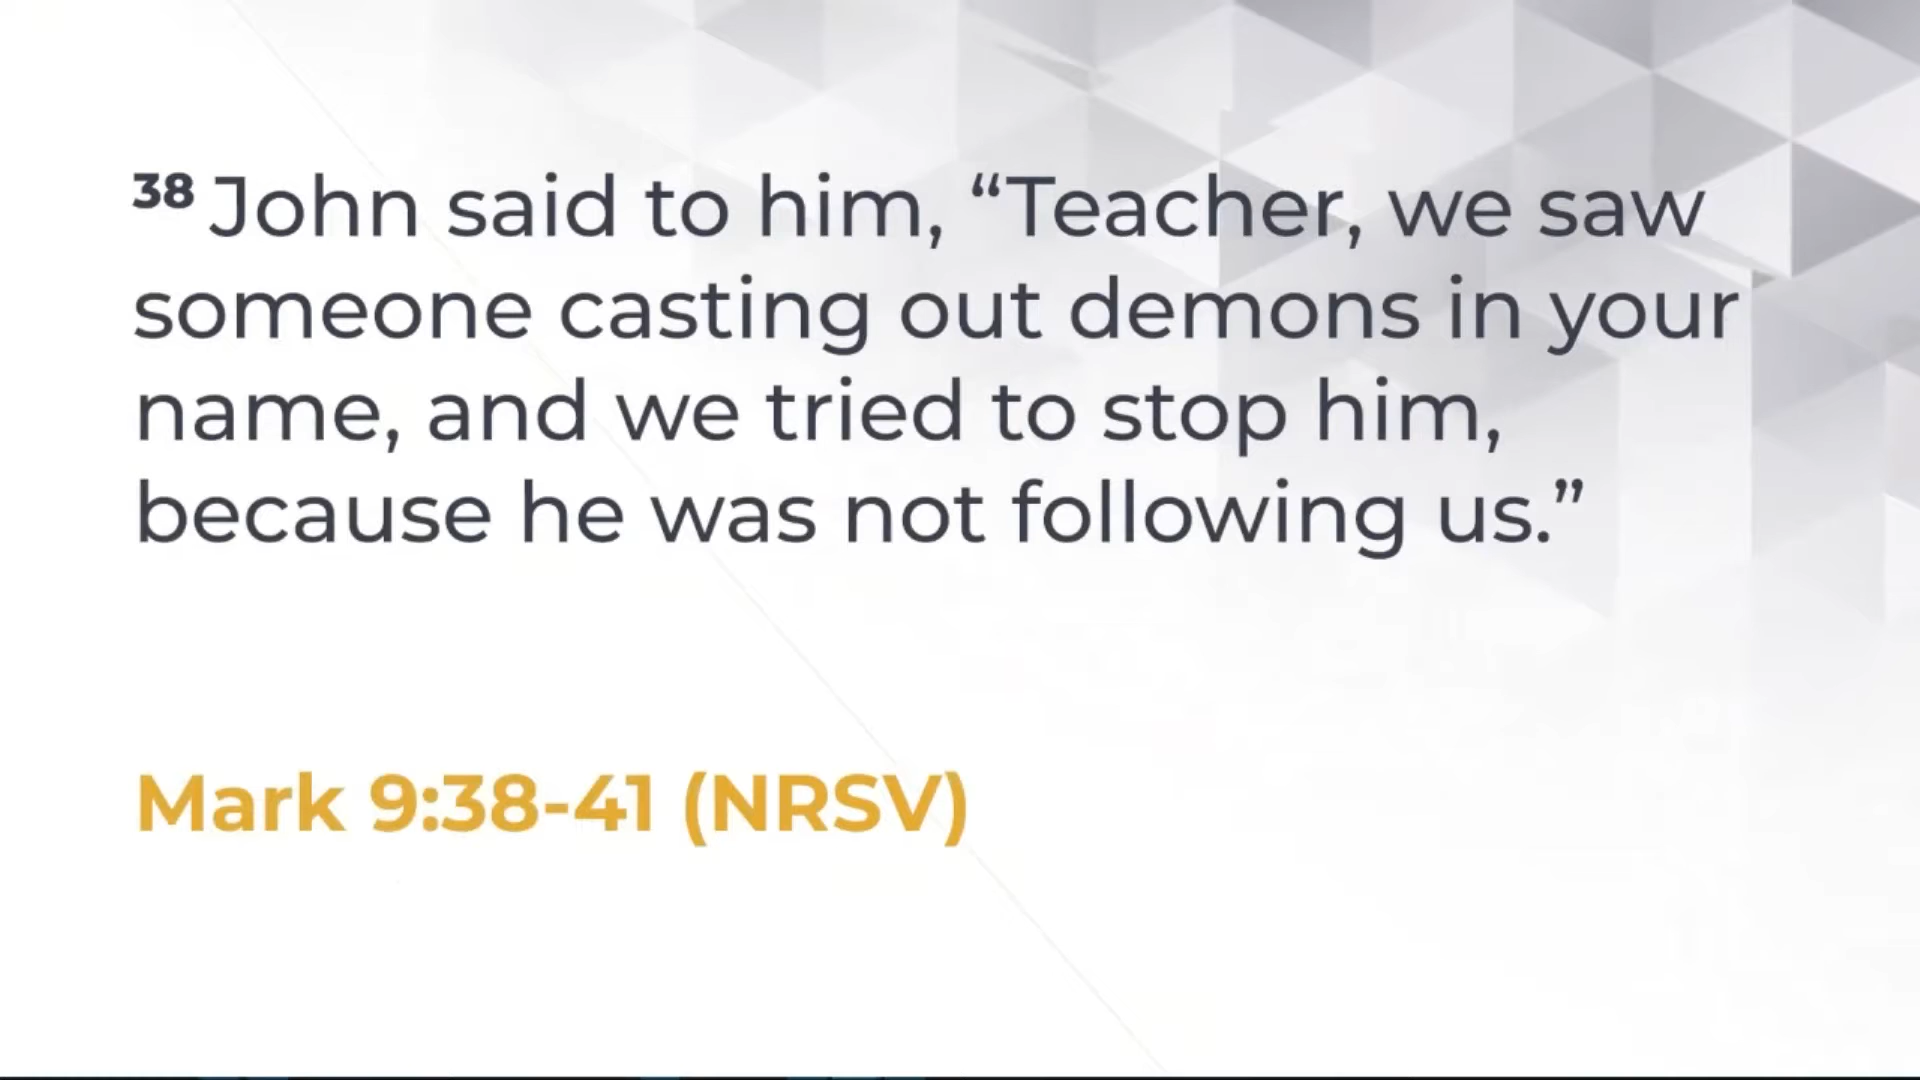 38 John said to him, “Teacher, we saw
someone casting out demons in your
name, and we tried to stop him,
because he was not following us.”
Mark 9:38-41 (NRSV)